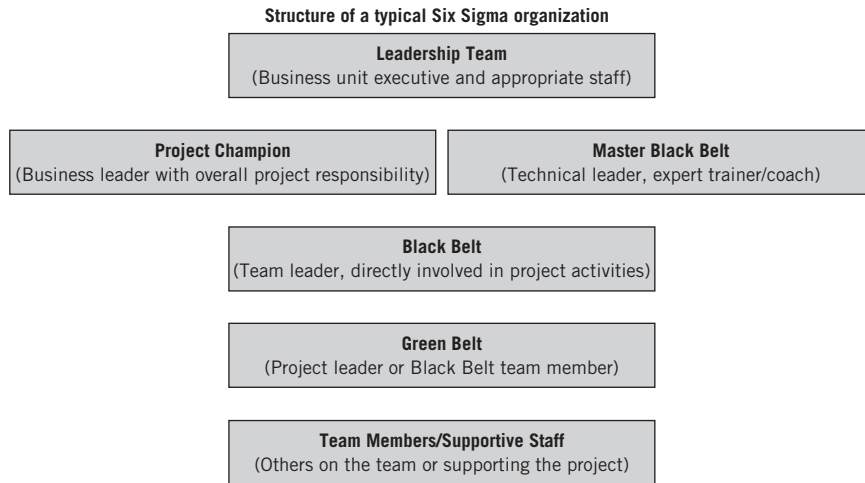 Structure of a typical Six Sigma organization
Leadership Team
(Business unit executive and appropriate staff)
Project Champion
(Business leader with overall project responsibility)
Master Black Belt
(Technical leader, expert trainer/coach)
Black Belt
(Team leader, directly involved in project activities)
Green Belt
(Project leader or Black Belt team member)
Team Members/Supportive Staff
(Others on the team or supporting the project)